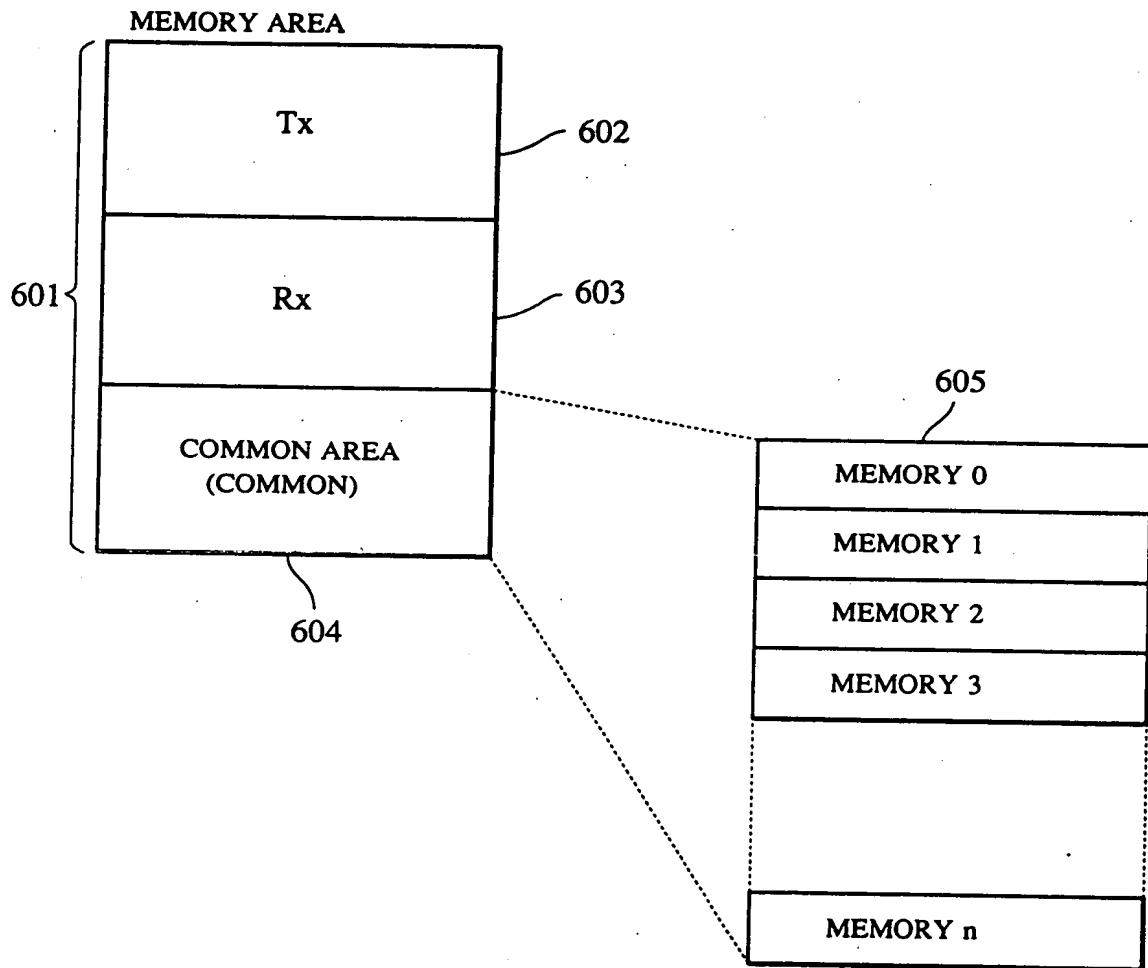 MEMORY AREA
Tx
602
601
Rx
603
COMMON AREA
(COMMON)
604
605
MEMORY 0
MEMORY 1
MEMORY 2
MEMORY 3
MEMORY n